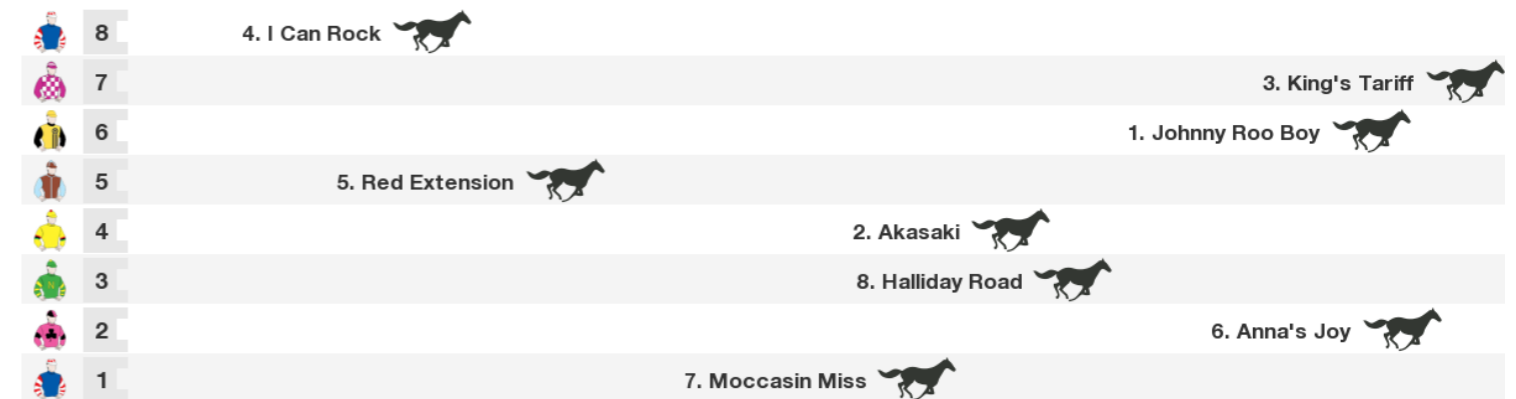 8 4. I Can Rock
7 3. King's Tariff
6 1. Johnny Roo Boy
5 5. Red Extension
4 2. Akasaki
3 8. Halliday Road
N
2 6. Anna's Joy
1 7. Moccasin Miss